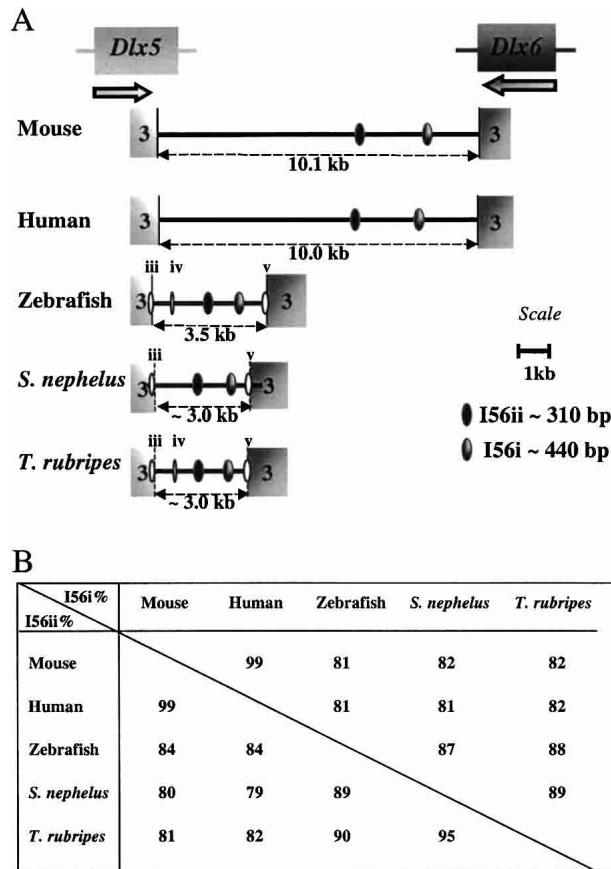 A
Dlx5 Dlx6
Mouse 3 3
10.1 kb
Human 3 3
10.0 kb
iii iv v
Zebrafish 3 3
3.5 kb
Scale
1kb
iii v
S. nephelus 3 3
~ 3.0 kb
I56ii ~ 310 bp
I56i ~ 440 bp
iii iv v
T. rubripes 3 3
~ 3.0 kb
B
I56i% Mouse Human Zebrafish S. nephelus T. rubripes
I56ii%
Mouse 99 81 82 82
Human 99 81 81 82
Zebrafish 84 84 87 88
S. nephelus 80 79 89 89
T. rubripes 81 82 90 95